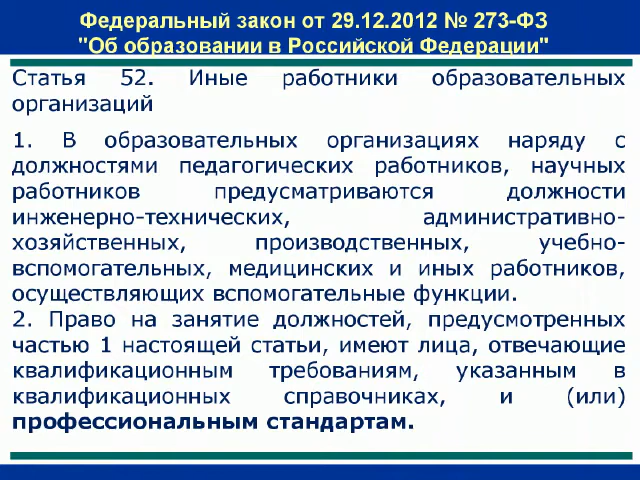 Федеральный закон от 29.12.2012 № 273-ФЗ
"Об образовании в Российской Федерации"
Статья 52. Иные работники образовательных
организаций
1. В образовательных организациях наряду с
должностями педагогических работников, научных
работников предусматриваются должности
инженерно-технических, административно-
хозяйственных, производственных, учебно-
вспомогательных, медицинских и иных работников,
осуществляющих вспомогательные функции.
2. Право на занятие должностей, предусмотренных
частью 1 настоящей статьи, имеют лица, отвечающие
квалификационным требованиям, указанным в
квалификационных справочниках, и (или)
профессиональным стандартам.